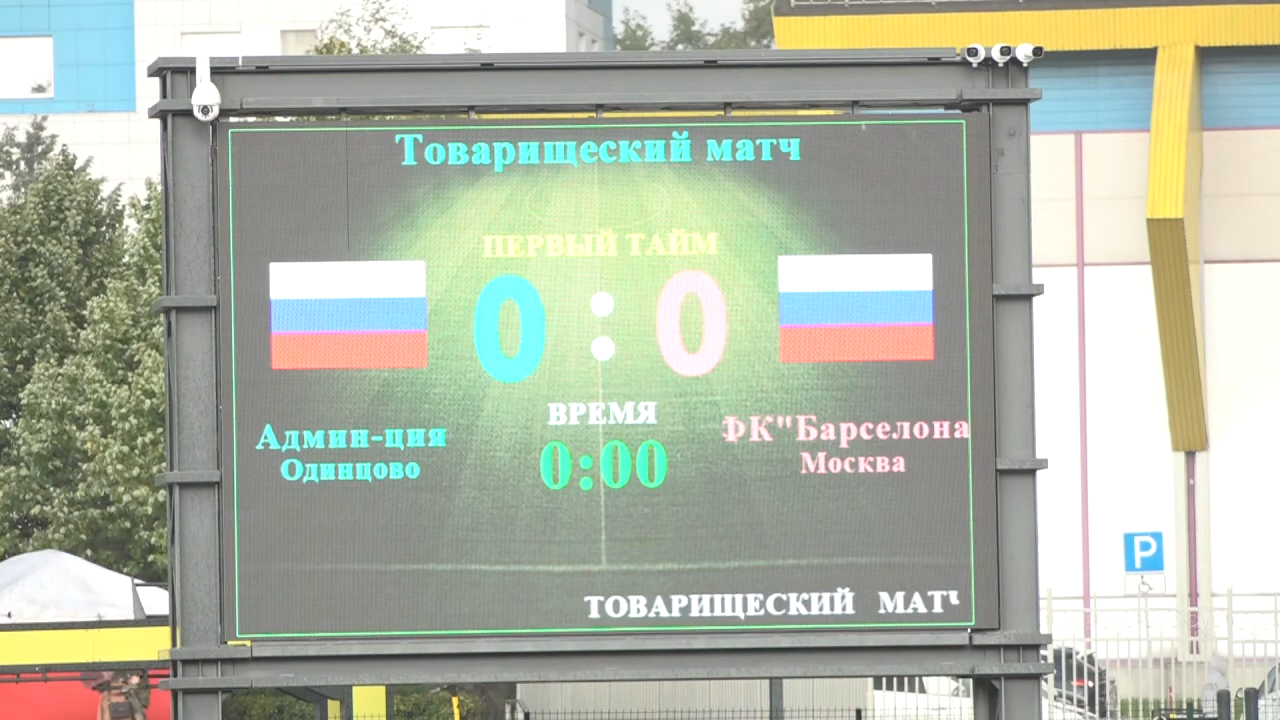 Товарищеский матч
ПЕРВЫЙ ТАЙМ
0 : 0
ВРЕМЯ
0:00
Админ-ция
Одинцово
ФК"Барселона
Москва
ТОВАРИЩЕСКИЙ МАТЧ
P